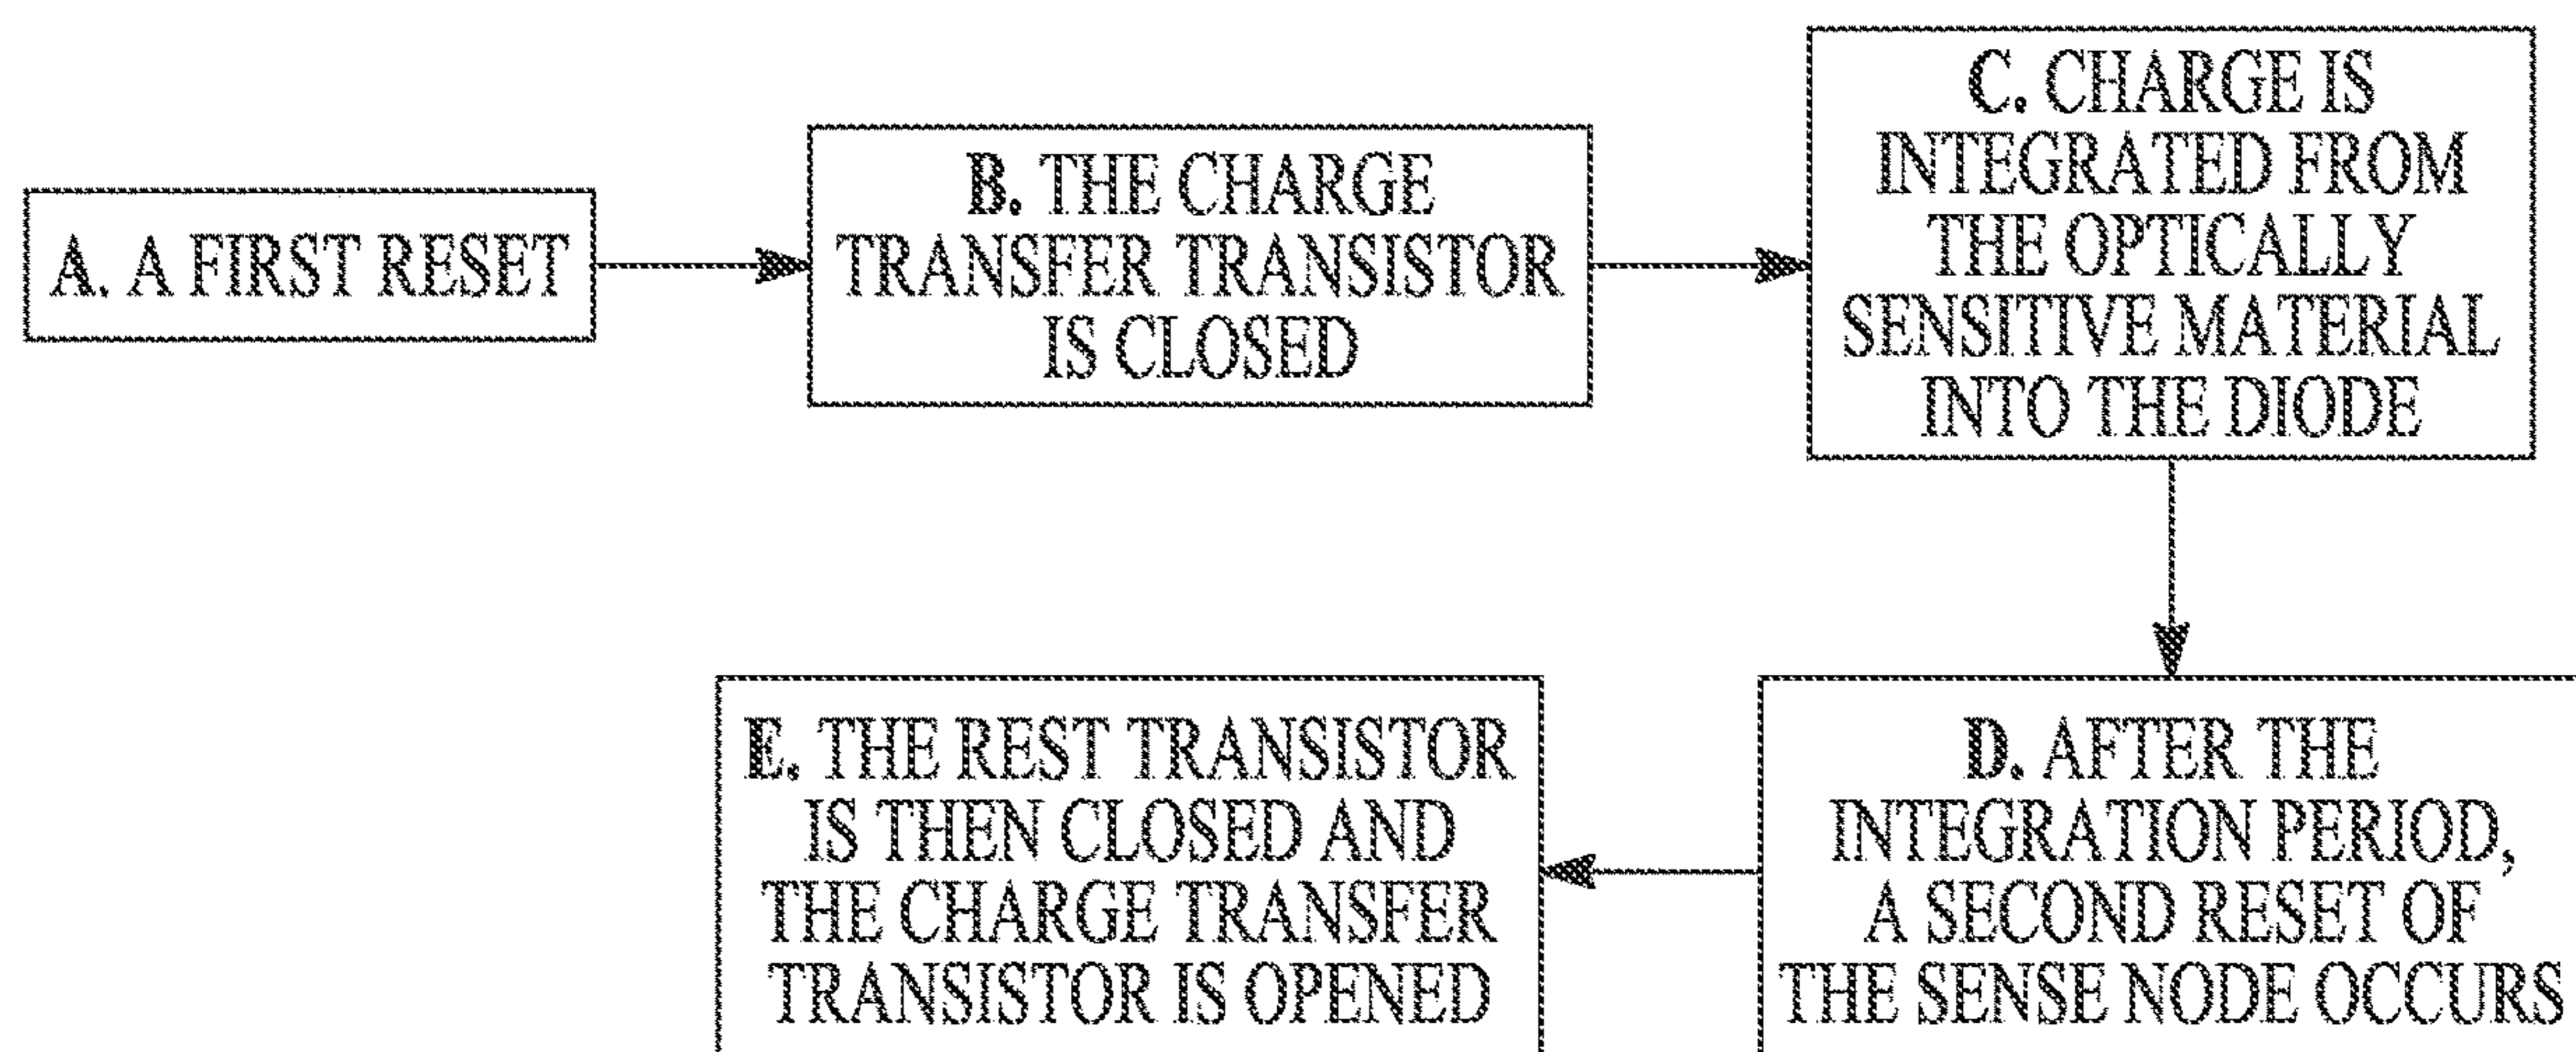 A. A FIRST RESET
B. THE CHARGE
TRANSFER TRANSISTOR
IS CLOSED
C. CHARGE IS
INTEGRATED FROM
THE OPTICALLY
SENSITIVE MATERIAL
INTO THE DIODE
D. AFTER THE
INTEGRATION PERIOD,
A SECOND RESET OF
THE SENSE NODE OCCURS
E. THE REST TRANSISTOR
IS THEN CLOSED AND
THE CHARGE TRANSFER
TRANSISTOR IS OPENED